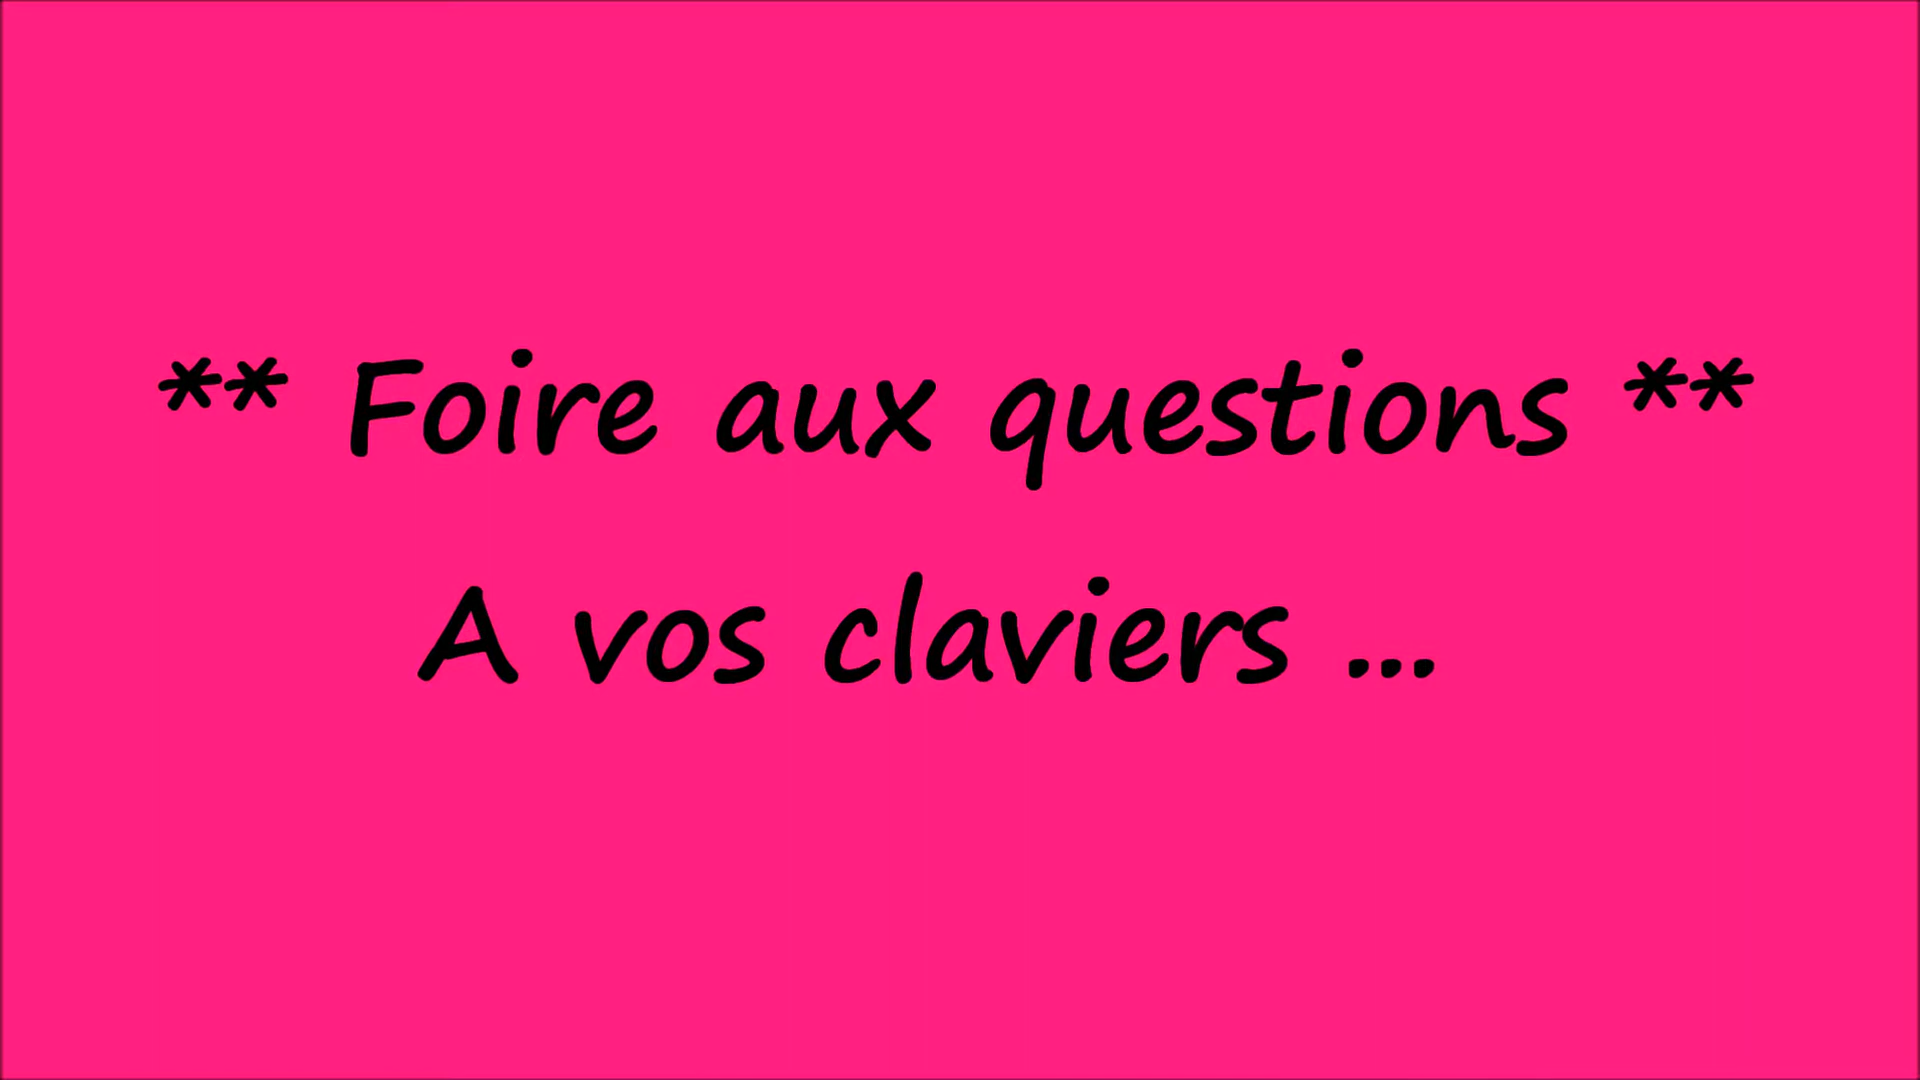 ** Foire aux questions **
A vos claviers ...